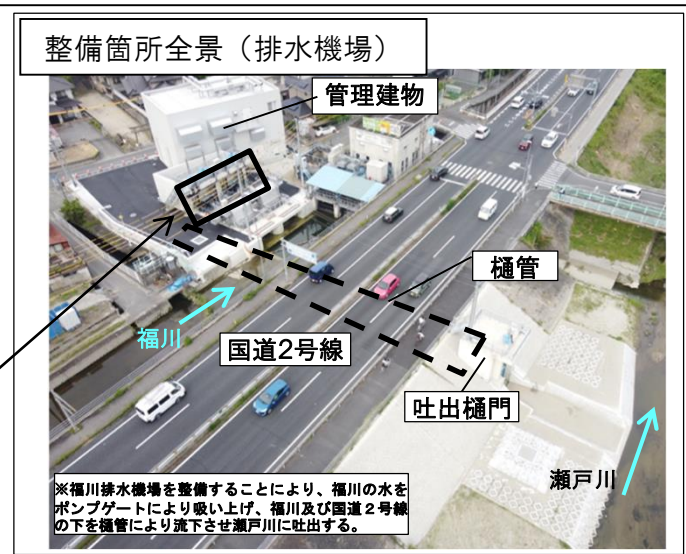 整備箇所全景（排水機場）
管理建物
樋管
福川
国道2号線
吐出樋門
瀬戸川
※福川排水機場を整備することにより、福川の水を
ポンプゲートにより吸い上げ、福川及び国道２号線
の下を樋管により流下させ瀬戸川に吐出する。